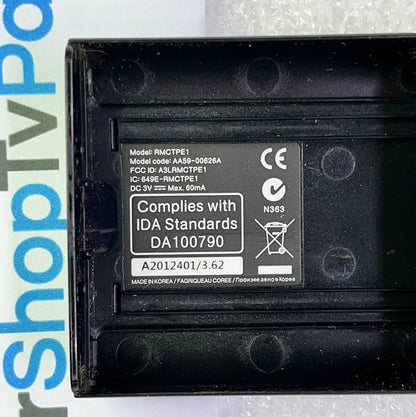 rShopTvPa
Model: RMCTPE1
Model code: AA59-00626A
FCC ID: A3LRMCTPE1
IC: 649E-RMCTPE1
DC 3V ⎓ Max. 60mA
CE
N363
Complies with
IDA Standards
DA100790
A2012401/3.62
MADE IN KOREA / FAGRIQUEAU COREE / Произведено в Корее